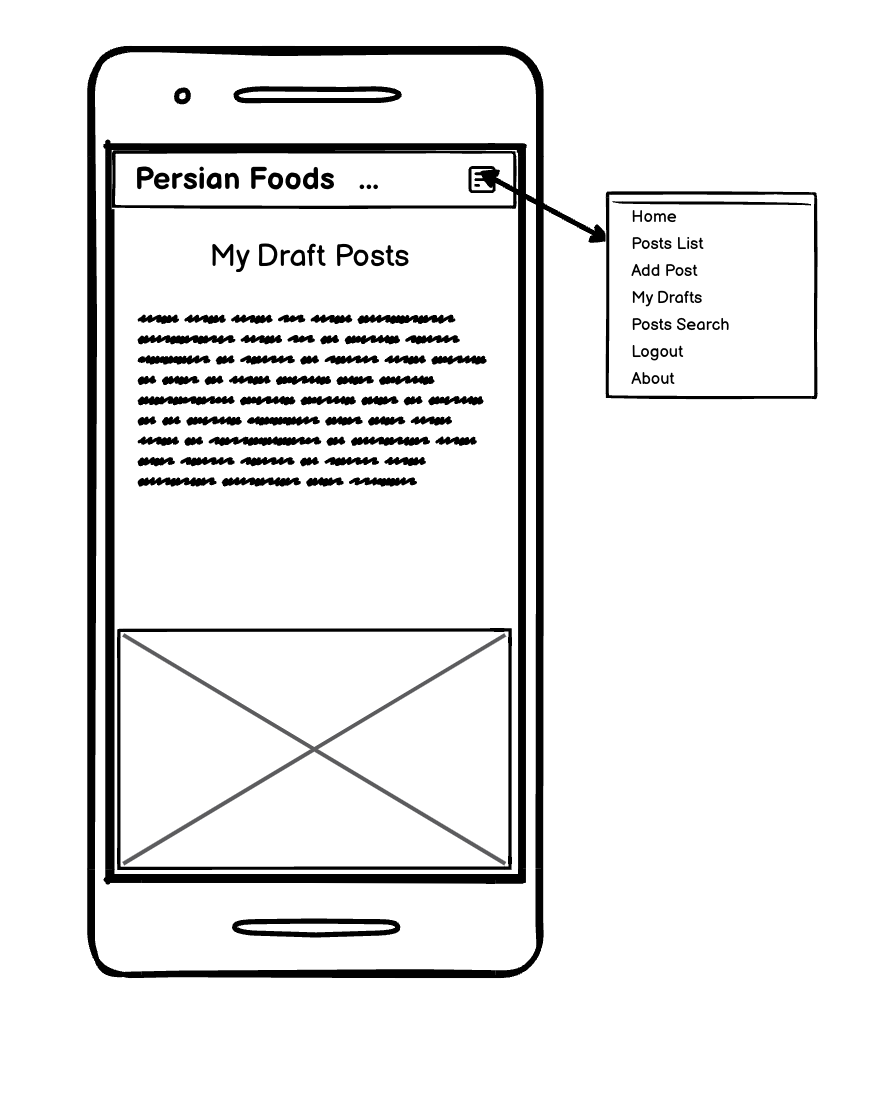 Persian Foods ...
My Draft Posts
Home
Posts List
Add Post
My Drafts
Posts Search
Logout
About